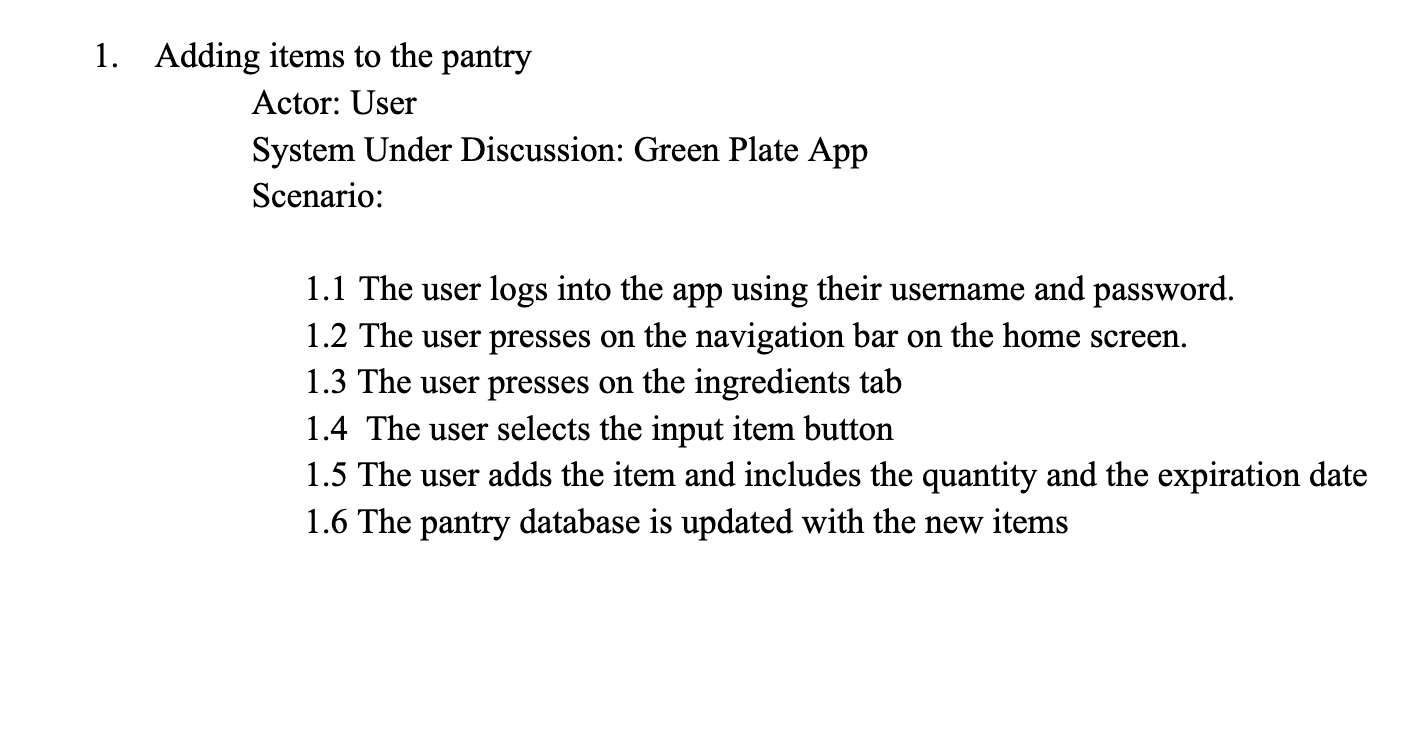 1. Adding items to the pantry
Actor: User
System Under Discussion: Green Plate App
Scenario:
1.1 The user logs into the app using their username and password.
1.2 The user presses on the navigation bar on the home screen.
1.3 The user presses on the ingredients tab
1.4 The user selects the input item button
1.5 The user adds the item and includes the quantity and the expiration date
1.6 The pantry database is updated with the new items